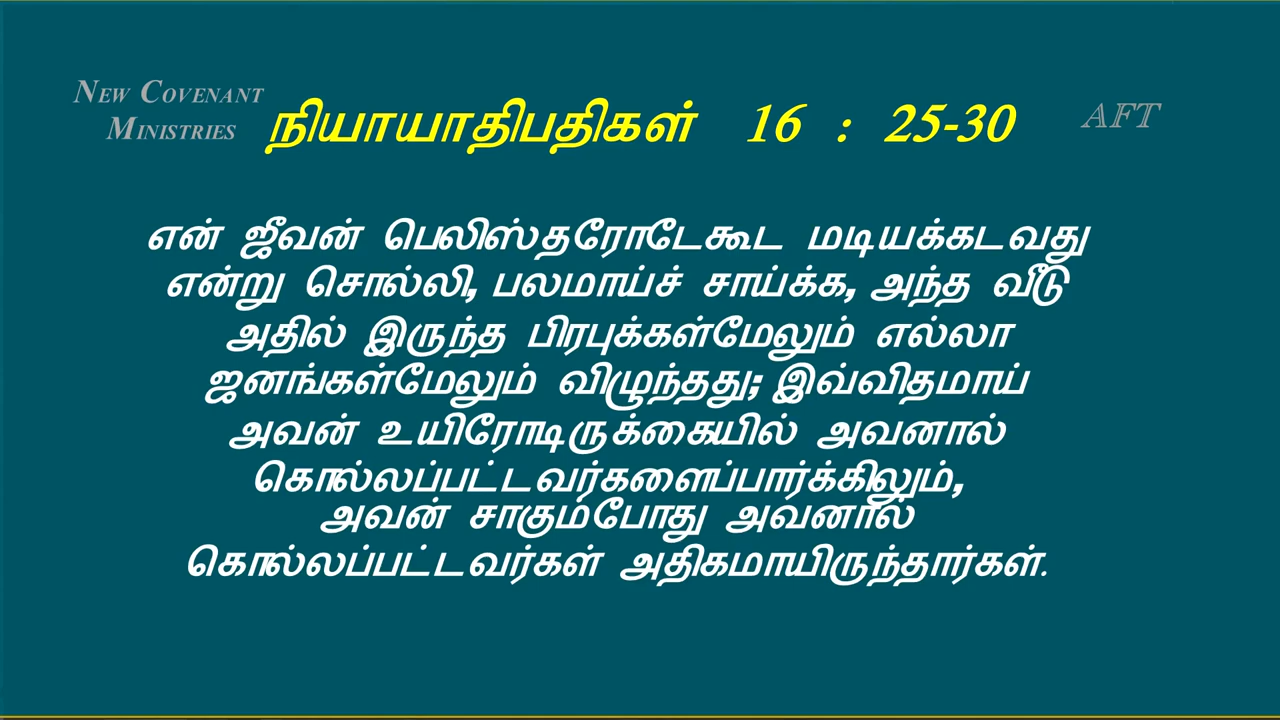 NEW COVENANT
MINISTRIES
நியாயாதிபதிகள் 16 : 25-30
AFT
என் ஜீவன் பெலிஸ்தரோடேகூட மடியக்கடவது
என்று சொல்லி, பலமாய்ச் சாய்க்க, அந்த வீடு
அதில் இருந்த பிரபுக்கள்மேலும் எல்லா
ஜனங்கள்மேலும் விழுந்தது; இவ்விதமாய்
அவன் உயிரோடிருக்கையில் அவனால்
கொல்லப்பட்டவர்களைப்பார்க்கிலும்,
அவன் சாகும்போது அவனால்
கொல்லப்பட்டவர்கள் அதிகமாயிருந்தார்கள்.